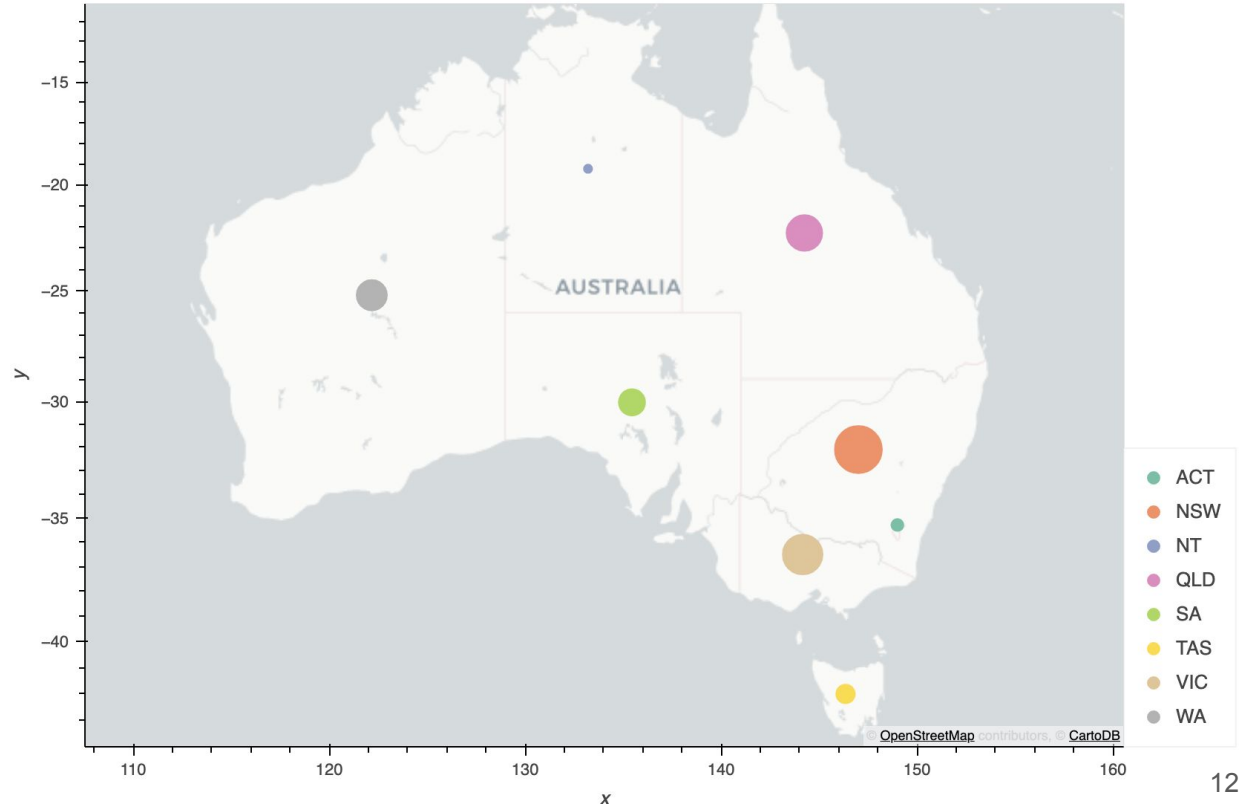 −15
−20
−25
−30
−35
−40
y
AUSTRALIA
ACT
NSW
NT
QLD
SA
TAS
VIC
WA
© OpenStreetMap contributors, © CartoDB
110
120
130
140
150
160
x
12